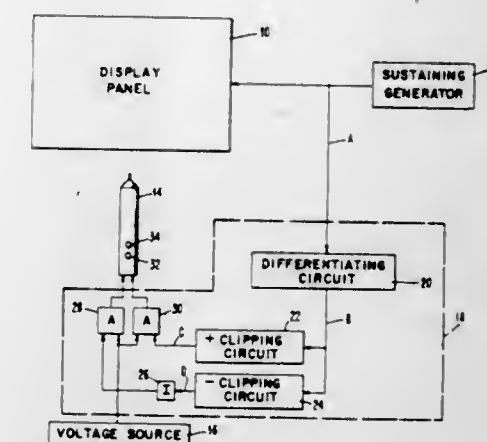 10
DISPLAY
PANEL
SUSTAINING
GENERATOR
A
14
34
32
DIFFERENTIATING
CIRCUIT
20
18
28
A
A
30
22
B
C
+ CLIPPING
CIRCUIT
26
I
D
- CLIPPING
CIRCUIT
24
VOLTAGE SOURCE
16